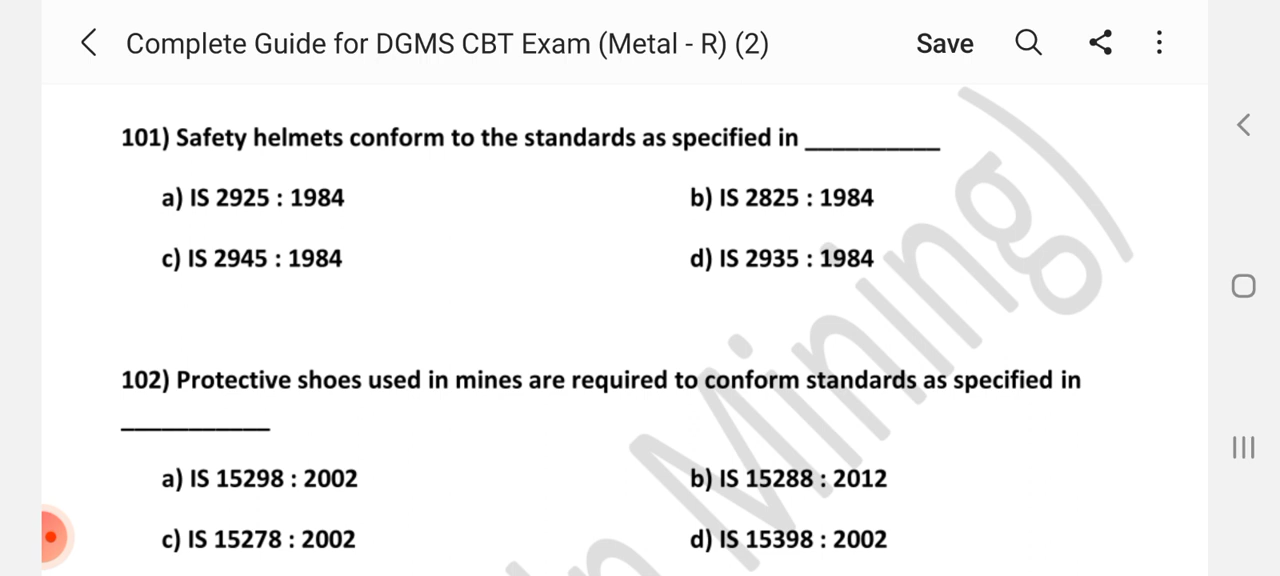 Complete Guide for DGMS CBT Exam (Metal - R) (2) Save
101) Safety helmets conform to the standards as specified in __________
a) IS 2925 : 1984 b) IS 2825 : 1984
c) IS 2945 : 1984 d) IS 2935 : 1984
102) Protective shoes used in mines are required to conform standards as specified in
___________
a) IS 15298 : 2002 b) IS 15288 : 2012
c) IS 15278 : 2002 d) IS 15398 : 2002
Mining)